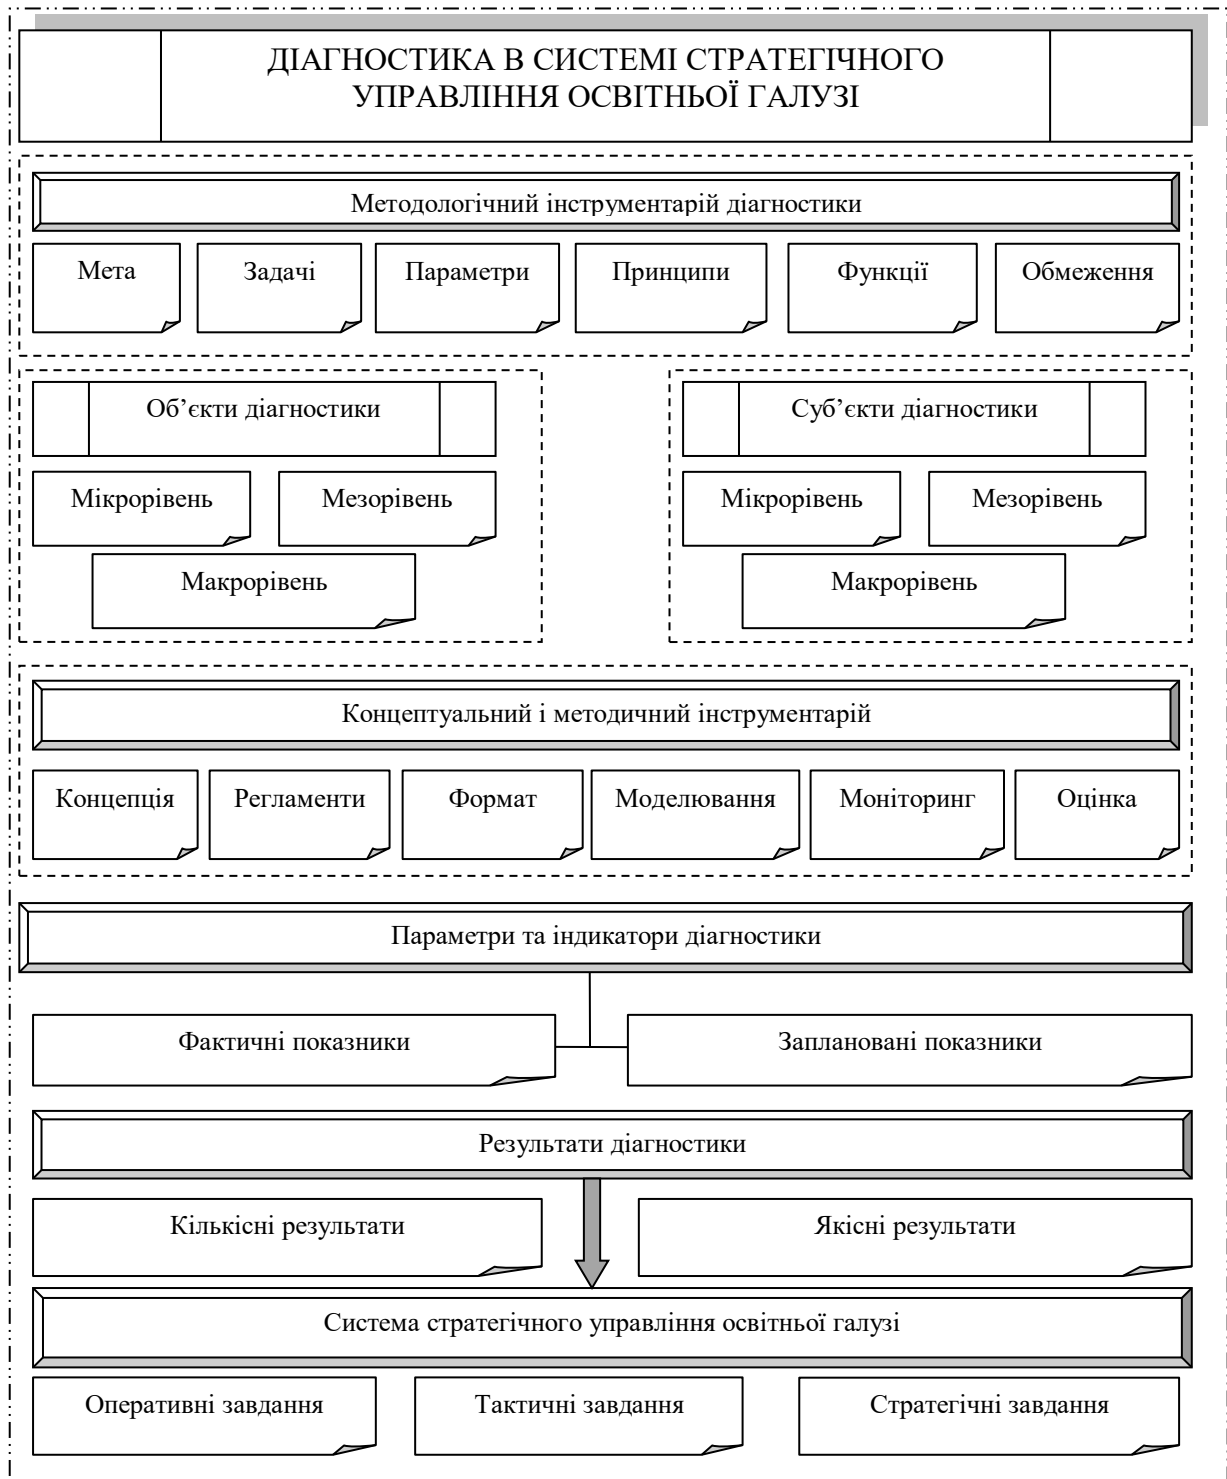 ДІАГНОСТИКА В СИСТЕМІ СТРАТЕГІЧНОГО
УПРАВЛІННЯ ОСВІТНЬОЇ ГАЛУЗІ
Методологічний інструментарій діагностики
Мета
Задачі
Параметри
Принципи
Функції
Обмеження
Об’єкти діагностики
Мікрорівень
Мезорівень
Макрорівень
Суб’єкти діагностики
Мікрорівень
Мезорівень
Макрорівень
Концептуальний і методичний інструментарій
Концепція
Регламенти
Формат
Моделювання
Моніторинг
Оцінка
Параметри та індикатори діагностики
Фактичні показники
Заплановані показники
Результати діагностики
Кількісні результати
Якісні результати
Система стратегічного управління освітньої галузі
Оперативні завдання
Тактичні завдання
Стратегічні завдання